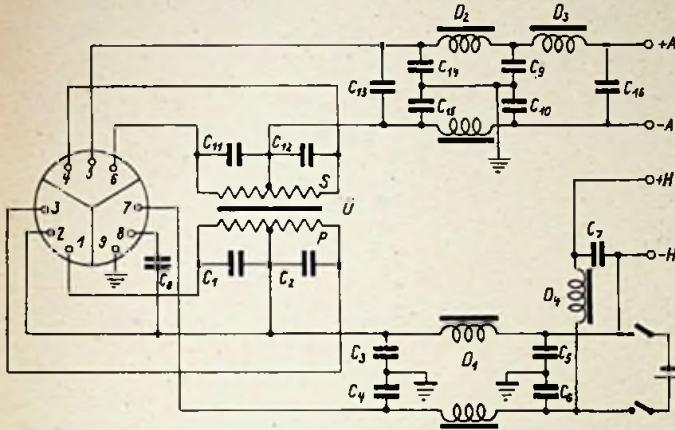 D₂
D₃
+A
C₁₄
C₉
C₁₃
C₁₆
C₁₅
C₁₀
-A
4
5
6
C₁₁
C₁₂
S
Ü
P
3
7
2
8
1
9
C₈
C₁
C₂
+H
C₇
-H
D₄
C₃
D₁
C₅
C₄
C₆